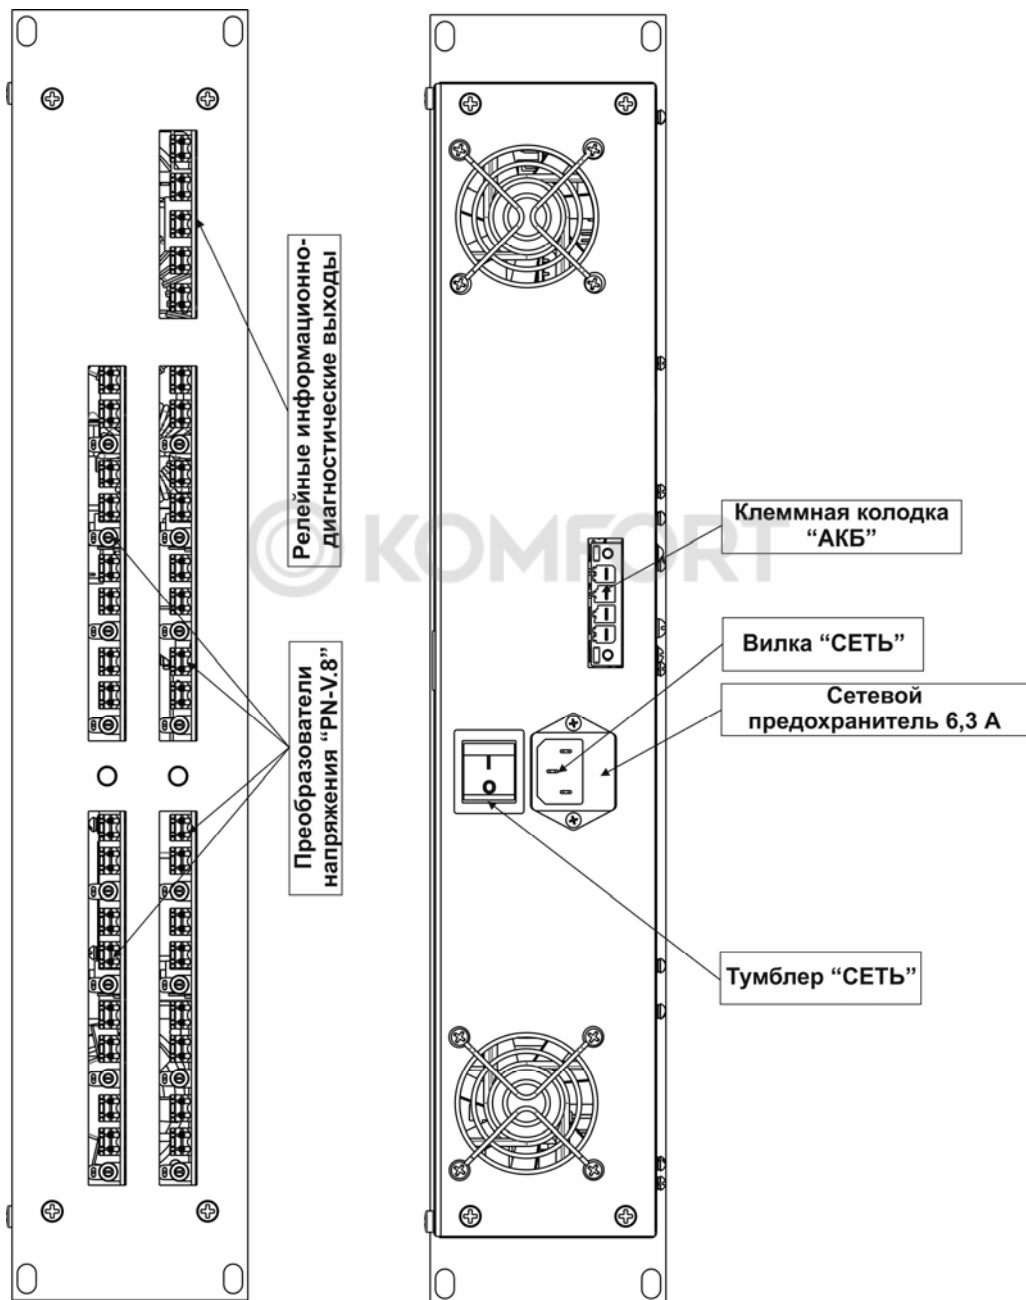 Релейные информационно-
диагностические выходы
KOMFORT
Клеммная колодка
“АКБ”
Вилка “СЕТЬ”
Сетевой
предохранитель 6,3 А
Преобразователи
напряжения “PN-V.8”
Тумблер “СЕТЬ”